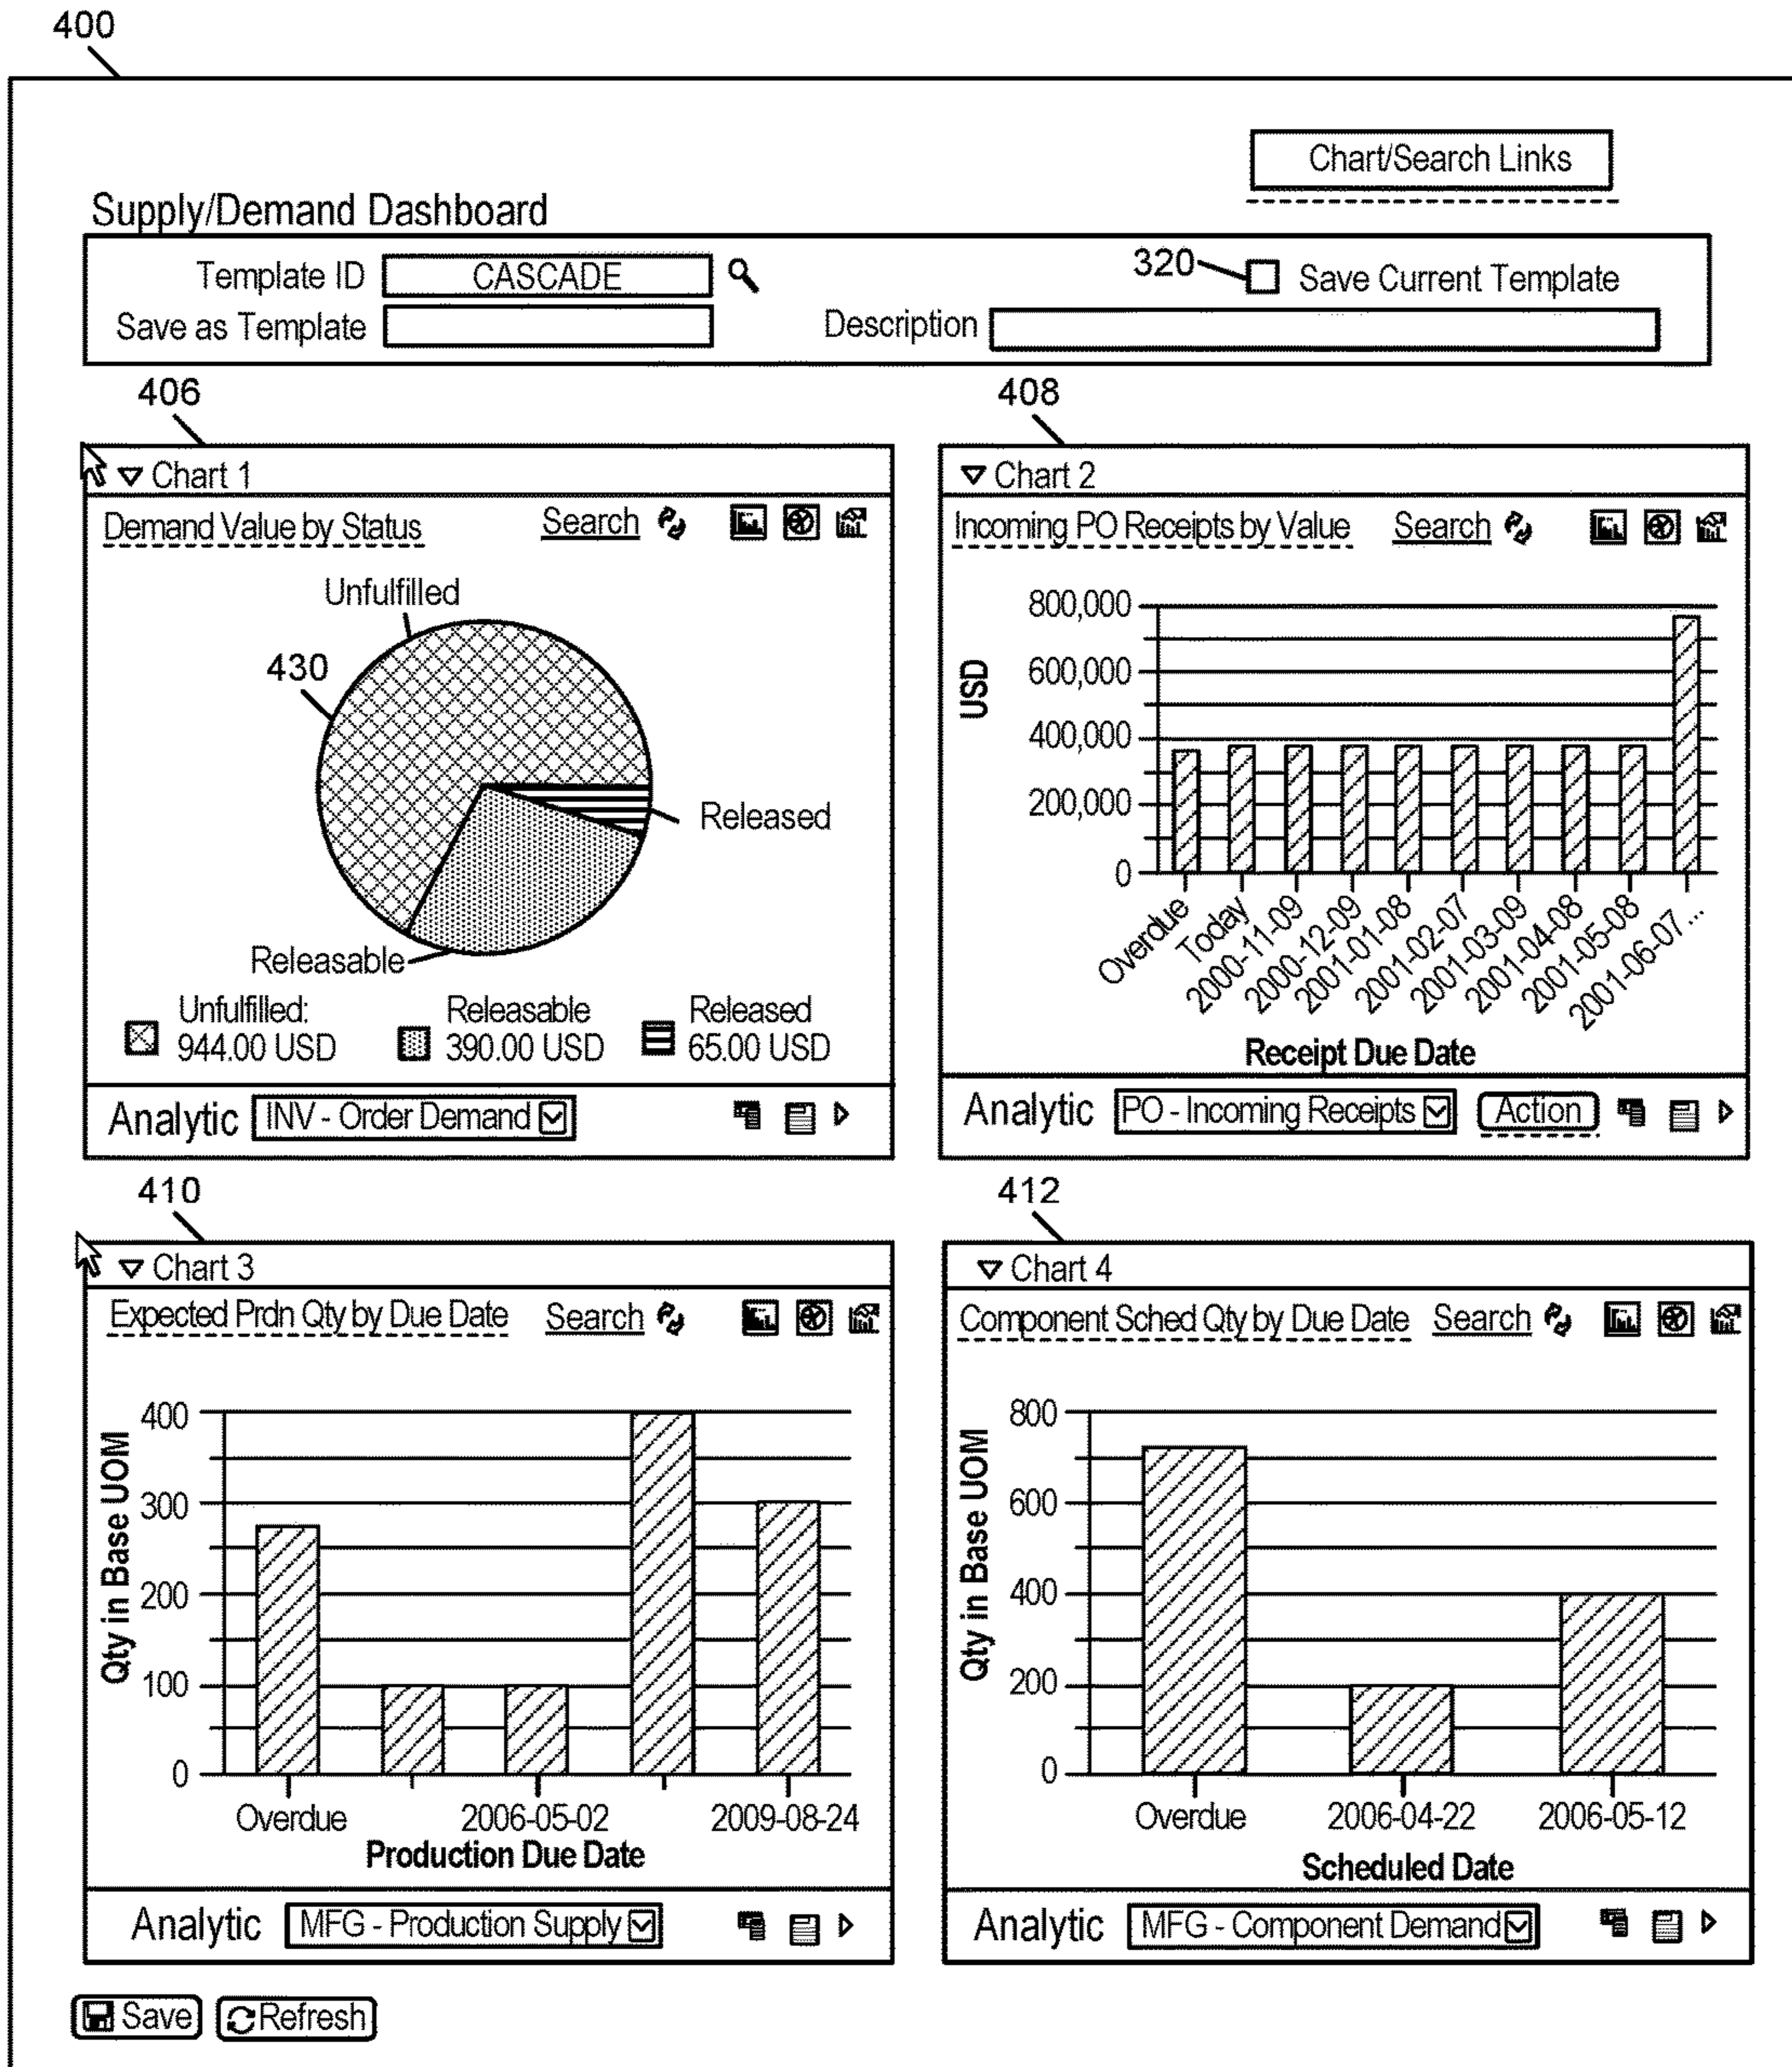 400
Chart/Search Links
Supply/Demand Dashboard
Template ID CASCADE 320 Save Current Template
Save as Template Description
406
Chart 1
Demand Value by Status Search
Unfulfilled
430
Released
Releasable
Unfulfilled: Releasable Released
944.00 USD 390.00 USD 65.00 USD
Analytic INV - Order Demand
408
Chart 2
Incoming PO Receipts by Value Search
800,000
600,000
400,000
200,000
0
USD
Overdue Today 2000-11-09 2000-12-09 2001-01-08 2001-02-07 2001-03-09 2001-04-08 2001-05-08 2001-06-07...
Receipt Due Date
Analytic PO - Incoming Receipts Action
410
Chart 3
Expected Prdn Qty by Due Date Search
400
300
200
100
0
Qty in Base UOM
Overdue 2006-05-02 2009-08-24
Production Due Date
Analytic MFG - Production Supply
412
Chart 4
Component Sched Qty by Due Date Search
800
600
400
200
0
Qty in Base UOM
Overdue 2006-04-22 2006-05-12
Scheduled Date
Analytic MFG - Component Demand
Save Refresh